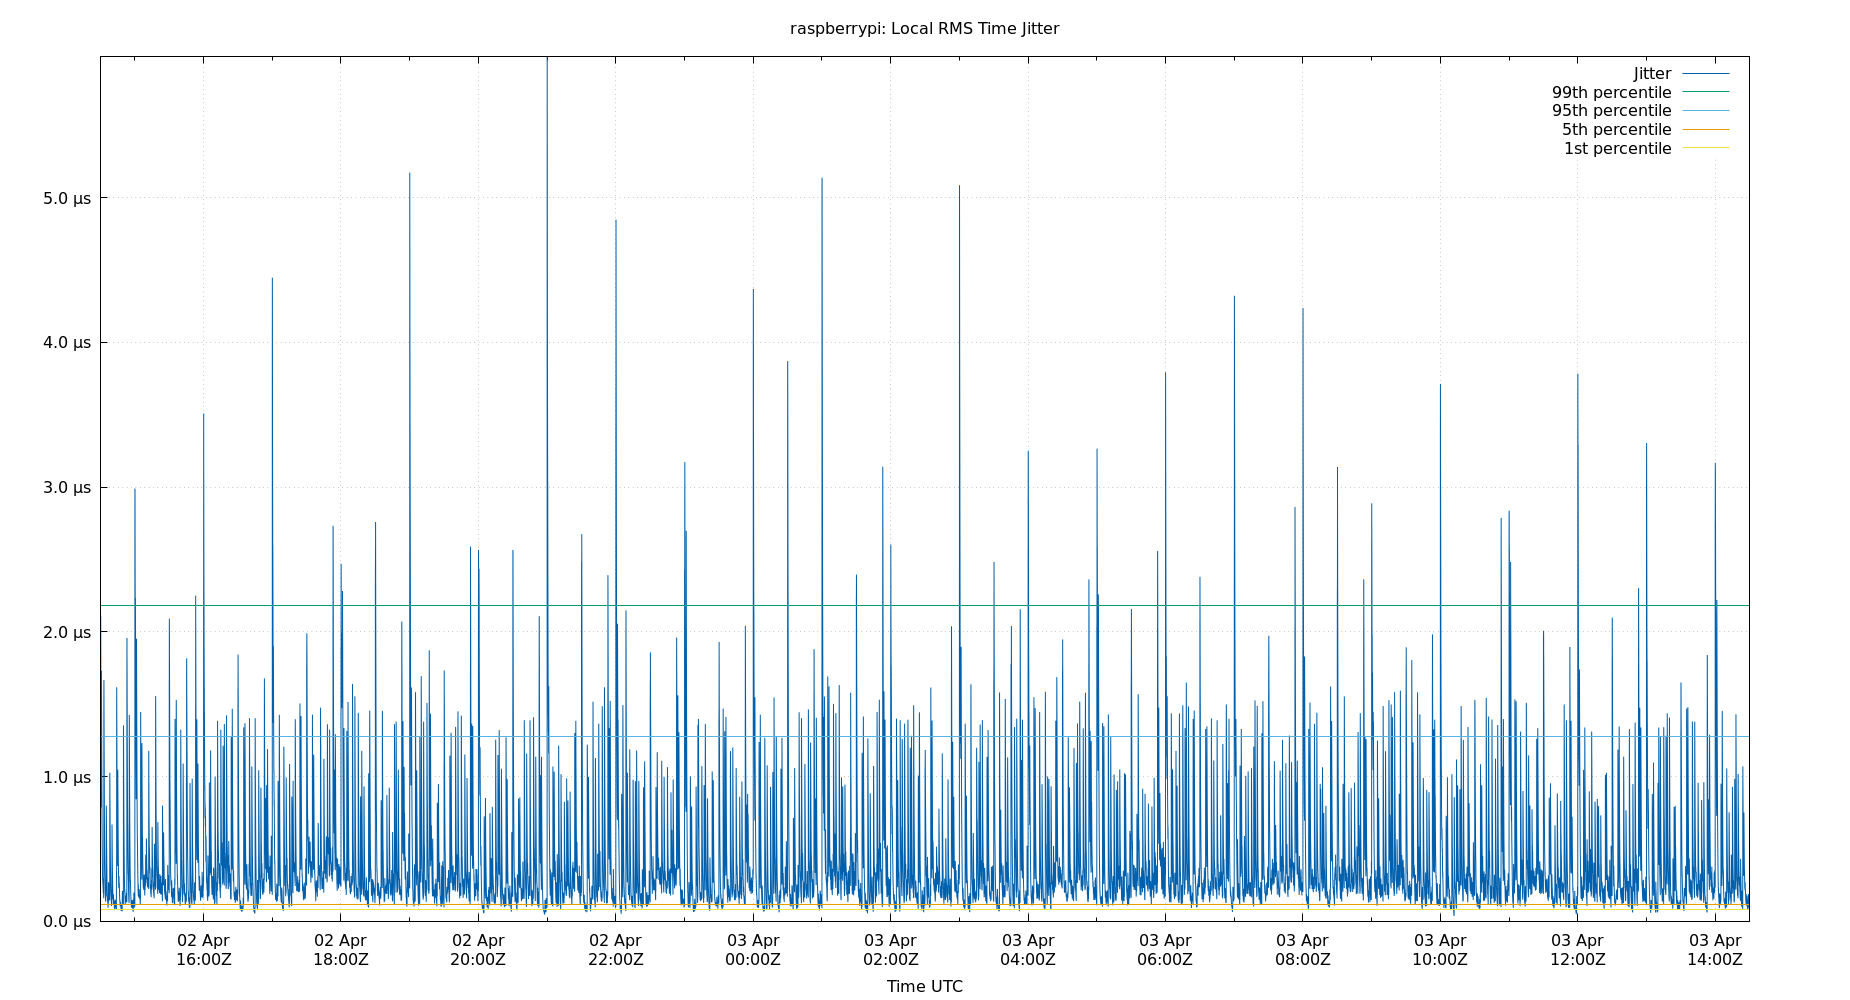 raspberrypi: Local RMS Time Jitter
Jitter
99th percentile
95th percentile
5th percentile
1st percentile
5.0 µs
4.0 µs
3.0 µs
2.0 µs
1.0 µs
0.0 µs
02 Apr 02 Apr 02 Apr 02 Apr 03 Apr 03 Apr 03 Apr 03 Apr 03 Apr 03 Apr 03 Apr 03 Apr
16:00Z 18:00Z 20:00Z 22:00Z 00:00Z 02:00Z 04:00Z 06:00Z 08:00Z 10:00Z 12:00Z 14:00Z
Time UTC